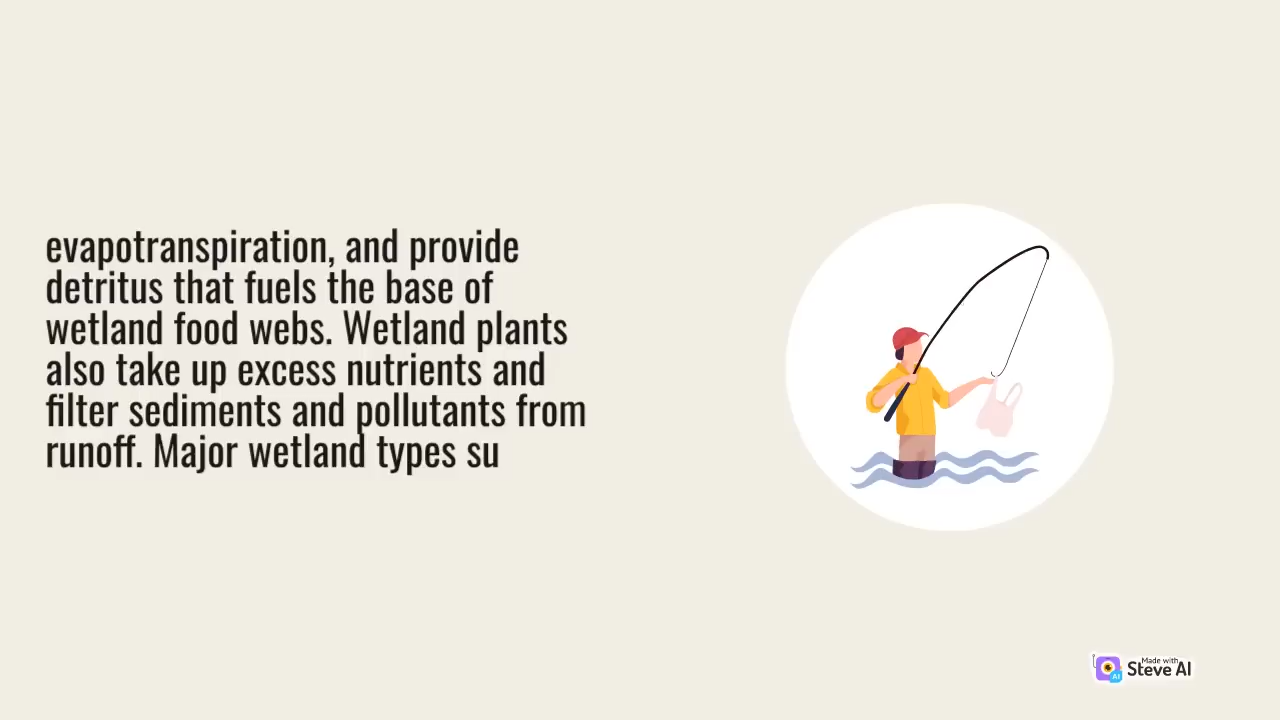 evapotranspiration, and provide
detritus that fuels the base of
wetland food webs. Wetland plants
also take up excess nutrients and
filter sediments and pollutants from
runoff. Major wetland types su
Made with
Steve AI
AI